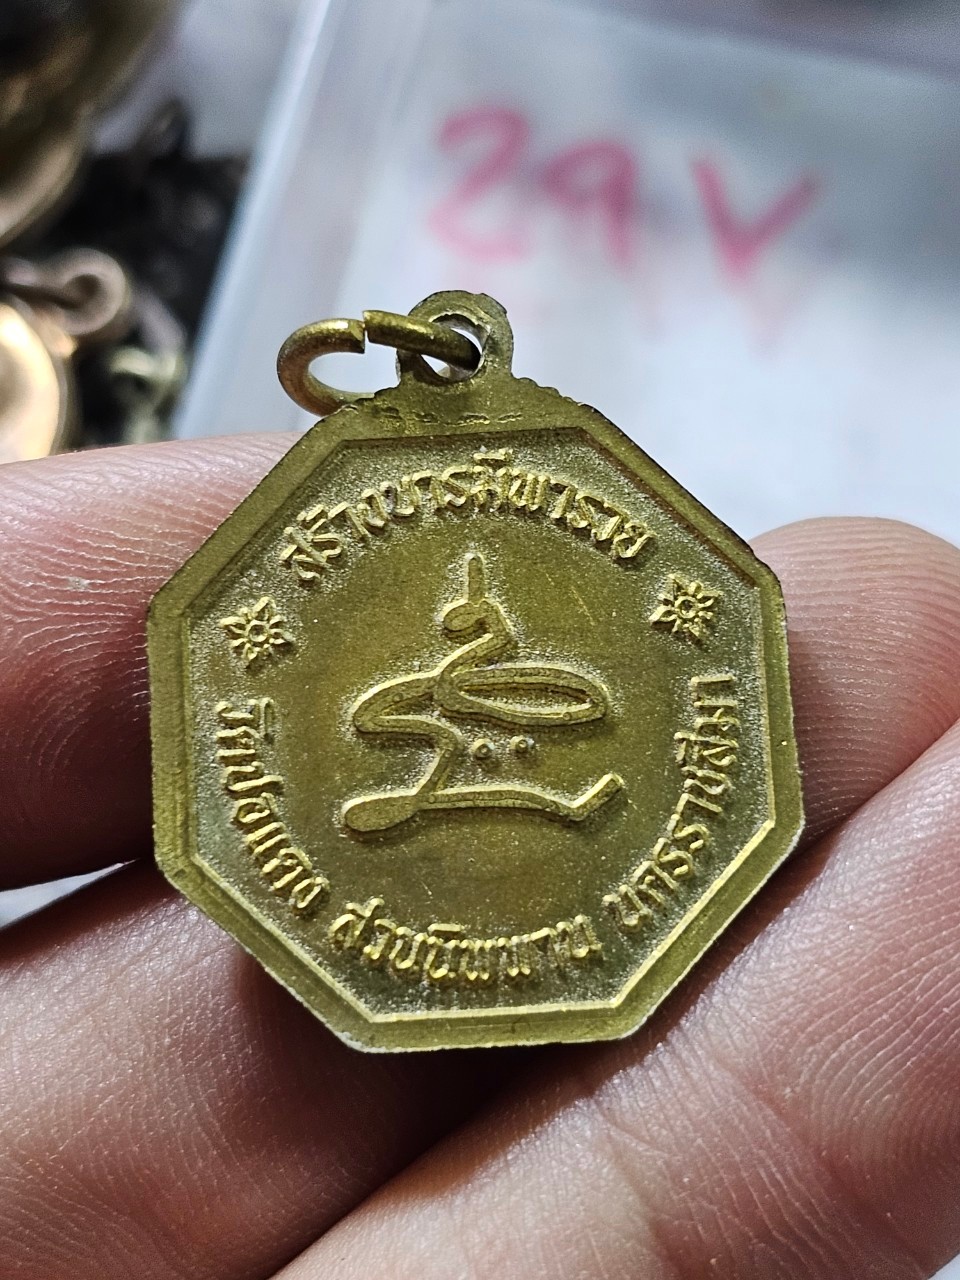 29 V
สร้างบารมีพารวย
วัดปอแดง สวนนิพพาน นครราชสีมา